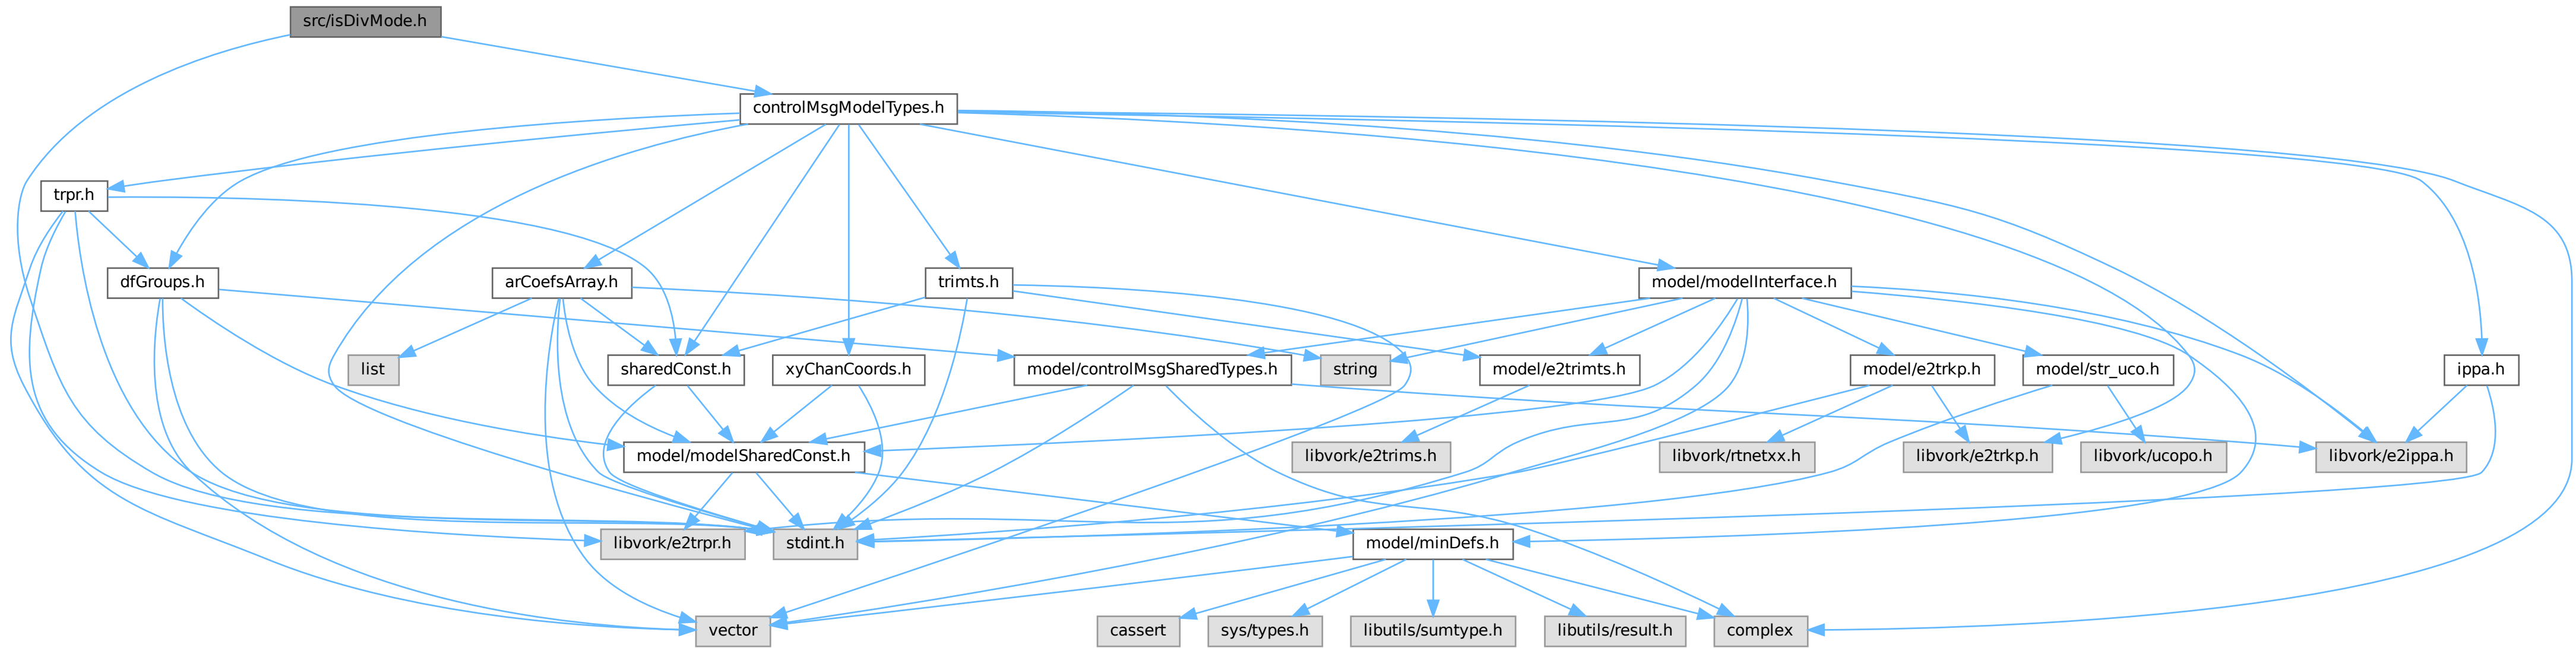 src/isDivMode.h
controlMsgModelTypes.h
trpr.h
dfGroups.h
arCoefsArray.h
trimts.h
model/modelInterface.h
list
sharedConst.h
xyChanCoords.h
model/controlMsgSharedTypes.h
string
model/e2trimts.h
model/e2trkp.h
model/str_uco.h
ippa.h
model/modelSharedConst.h
libvork/e2trims.h
libvork/rtnetxx.h
libvork/e2trkp.h
libvork/ucopo.h
libvork/e2ippa.h
libvork/e2trpr.h
stdint.h
model/minDefs.h
vector
cassert
sys/types.h
libutils/sumtype.h
libutils/result.h
complex